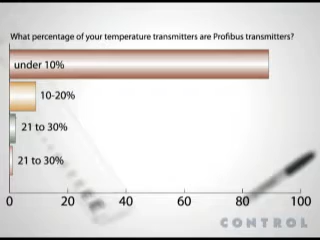 What percentage of your temperature transmitters are Profibus transmitters?
under 10%
10-20%
21 to 30%
21 to 30%
0 20 40 60 80 100
CONTROL